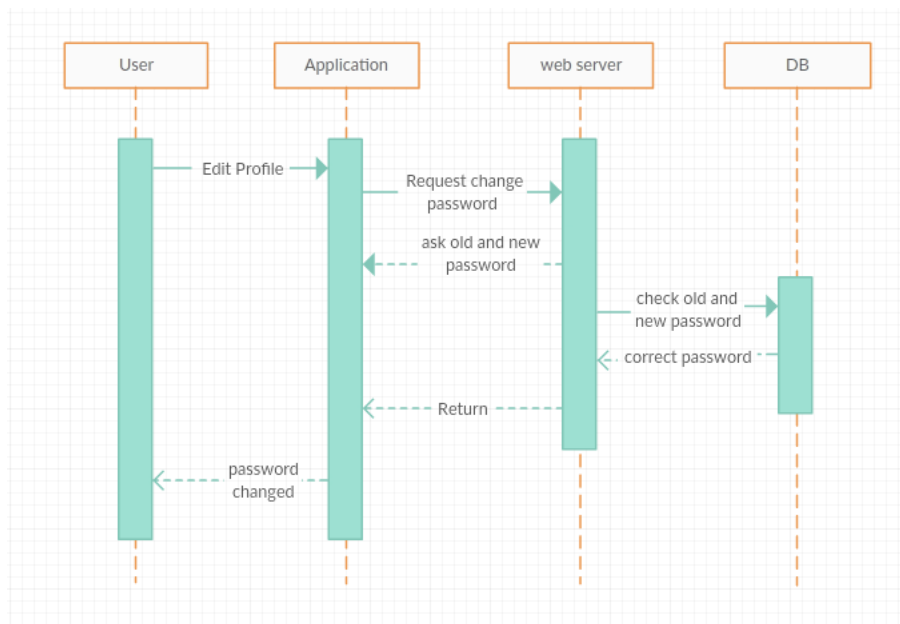 User
Application
web server
DB
Edit Profile
Request change
password
ask old and new
password
check old and
new password
correct password
Return
password
changed